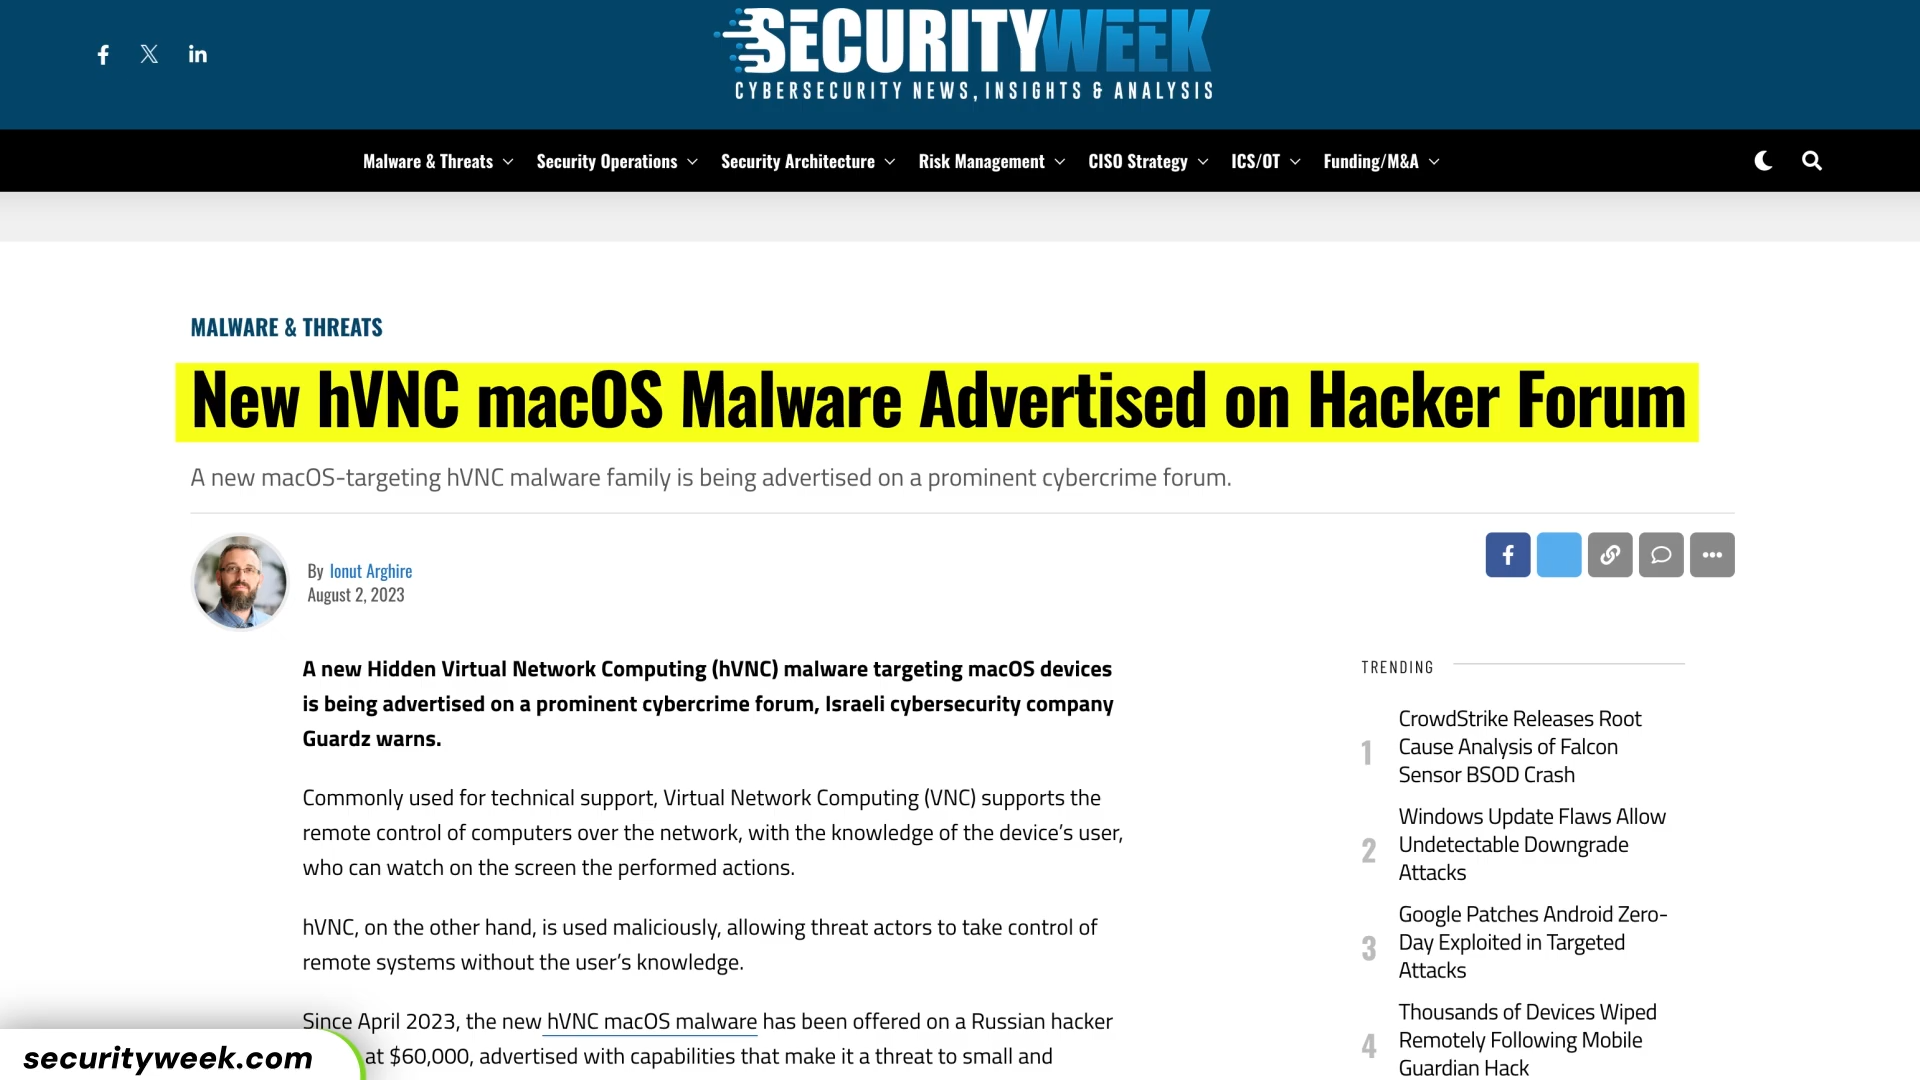 SECURITYWEEK
CYBERSECURITY NEWS, INSIGHTS & ANALYSIS
Malware & Threats
Security Operations
Security Architecture
Risk Management
CISO Strategy
ICS/OT
Funding/M&A
MALWARE & THREATS
New hVNC macOS Malware Advertised on Hacker Forum
A new macOS-targeting hVNC malware family is being advertised on a prominent cybercrime forum.
By Ionut Arghire
August 2, 2023
A new Hidden Virtual Network Computing (hVNC) malware targeting macOS devices
is being advertised on a prominent cybercrime forum, Israeli cybersecurity company
Guardz warns.
Commonly used for technical support, Virtual Network Computing (VNC) supports the
remote control of computers over the network, with the knowledge of the device’s user,
who can watch on the screen the performed actions.
hVNC, on the other hand, is used maliciously, allowing threat actors to take control of
remote systems without the user’s knowledge.
Since April 2023, the new hVNC macOS malware has been offered on a Russian hacker
at $60,000, advertised with capabilities that make it a threat to small and
TRENDING
1
CrowdStrike Releases Root
Cause Analysis of Falcon
Sensor BSOD Crash
2
Windows Update Flaws Allow
Undetectable Downgrade
Attacks
3
Google Patches Android Zero-
Day Exploited in Targeted
Attacks
4
Thousands of Devices Wiped
Remotely Following Mobile
Guardian Hack
securityweek.com